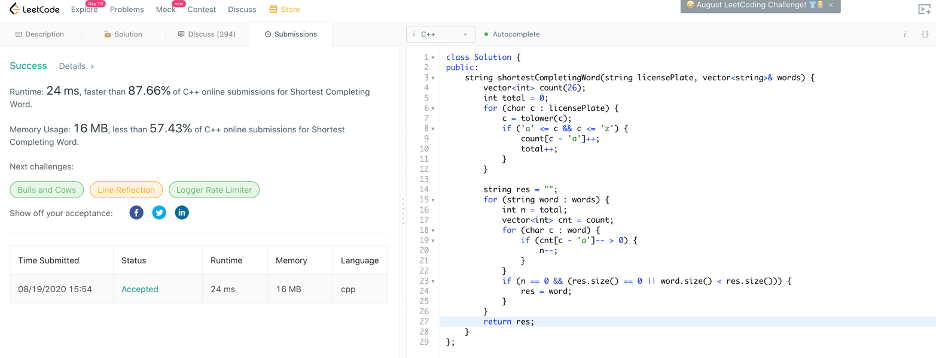 LeetCode
Explore
Day 18
Problems
Mock
new
Contest
Discuss
Store
August LeetCoding Challenge!
Description
Solution
Discuss (294)
Submissions
C++
Autocomplete
i
{}
Success
Details >
Runtime: 24 ms, faster than 87.66% of C++ online submissions for Shortest Completing
Word.
Memory Usage: 16 MB, less than 57.43% of C++ online submissions for Shortest
Completing Word.
Next challenges:
Bulls and Cows
Line Reflection
Logger Rate Limiter
Show off your acceptance:
Time Submitted Status Runtime Memory Language
08/19/2020 15:54 Accepted 24 ms 16 MB cpp
1 class Solution {
2 public:
3 string shortestCompletingWord(string licensePlate, vector<string>& words) {
4 vector<int> count(26);
5 int total = 0;
6 for (char c : licensePlate) {
7 c = tolower(c);
8 if ('a' <= c && c <= 'z') {
9 count[c - 'a']++;
10 total++;
11 }
12 }
13
14 string res = "";
15 for (string word : words) {
16 int n = total;
17 vector<int> cnt = count;
18 for (char c : word) {
19 if (cnt[c - 'a']-- > 0) {
20 n--;
21 }
22 }
23 if (n == 0 && (res.size() == 0 || word.size() < res.size())) {
24 res = word;
25 }
26 }
27 return res;
28 }
29 };